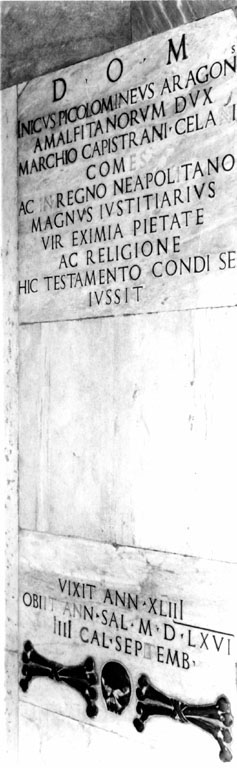 D · O · M · S
INICVS PICOLOMINEVS ARAGON
AMALFITANORVM DVX
MARCHIO CAPISTRANI · CELA I
COMES
AC IN REGNO NEAPOLITANO
MAGNVS IVSTITIARIVS
VIR EXIMIA PIETATE
AC RELIGIONE
HIC TESTAMENTO CONDI SE
IVSSIT
VIXIT ANN · XLIII
OBIIT ANN · SAL · M · D · LXVI
IIII CAL · SEPTEMB ·